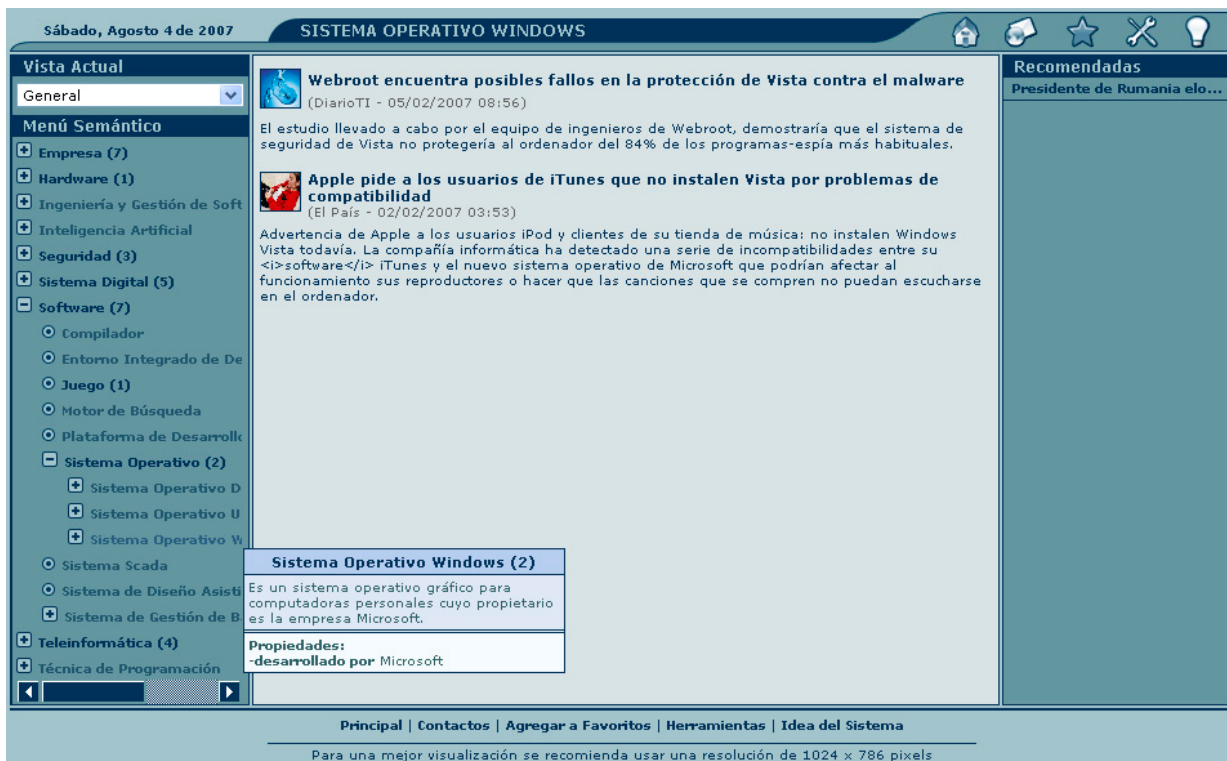 Sábado, Agosto 4 de 2007
SISTEMA OPERATIVO WINDOWS
Vista Actual
General
Menú Semántico
Empresa (7)
Hardware (1)
Ingeniería y Gestión de Soft
Inteligencia Artificial
Seguridad (3)
Sistema Digital (5)
Software (7)
Compilador
Entorno Integrado de De
Juego (1)
Motor de Búsqueda
Plataforma de Desarrollo
Sistema Operativo (2)
Sistema Operativo D
Sistema Operativo U
Sistema Operativo W
Sistema Scada
Sistema de Diseño Asisti
Sistema de Gestión de B
Teleinformática (4)
Técnica de Programación
Webroot encuentra posibles fallos en la protección de Vista contra el malware
(DiarioTI - 05/02/2007 08:56)
El estudio llevado a cabo por el equipo de ingenieros de Webroot, demostraría que el sistema de
seguridad de Vista no protegería al ordenador del 84% de los programas-espía más habituales.
Apple pide a los usuarios de iTunes que no instalen Vista por problemas de
compatibilidad
(El País - 02/02/2007 03:53)
Advertencia de Apple a los usuarios iPod y clientes de su tienda de música: no instalen Windows
Vista todavía. La compañía informática ha detectado una serie de incompatibilidades entre su
<i>software</i> iTunes y el nuevo sistema operativo de Microsoft que podrían afectar al
funcionamiento sus reproductores o hacer que las canciones que se compren no puedan escucharse
en el ordenador.
Sistema Operativo Windows (2)
Es un sistema operativo gráfico para
computadoras personales cuyo propietario
es la empresa Microsoft.
Propiedades:
-desarrollado por Microsoft
Recomendadas
Presidente de Rumania elo...
Principal | Contactos | Agregar a Favoritos | Herramientas | Idea del Sistema
Para una mejor visualización se recomienda usar una resolución de 1024 x 786 pixels